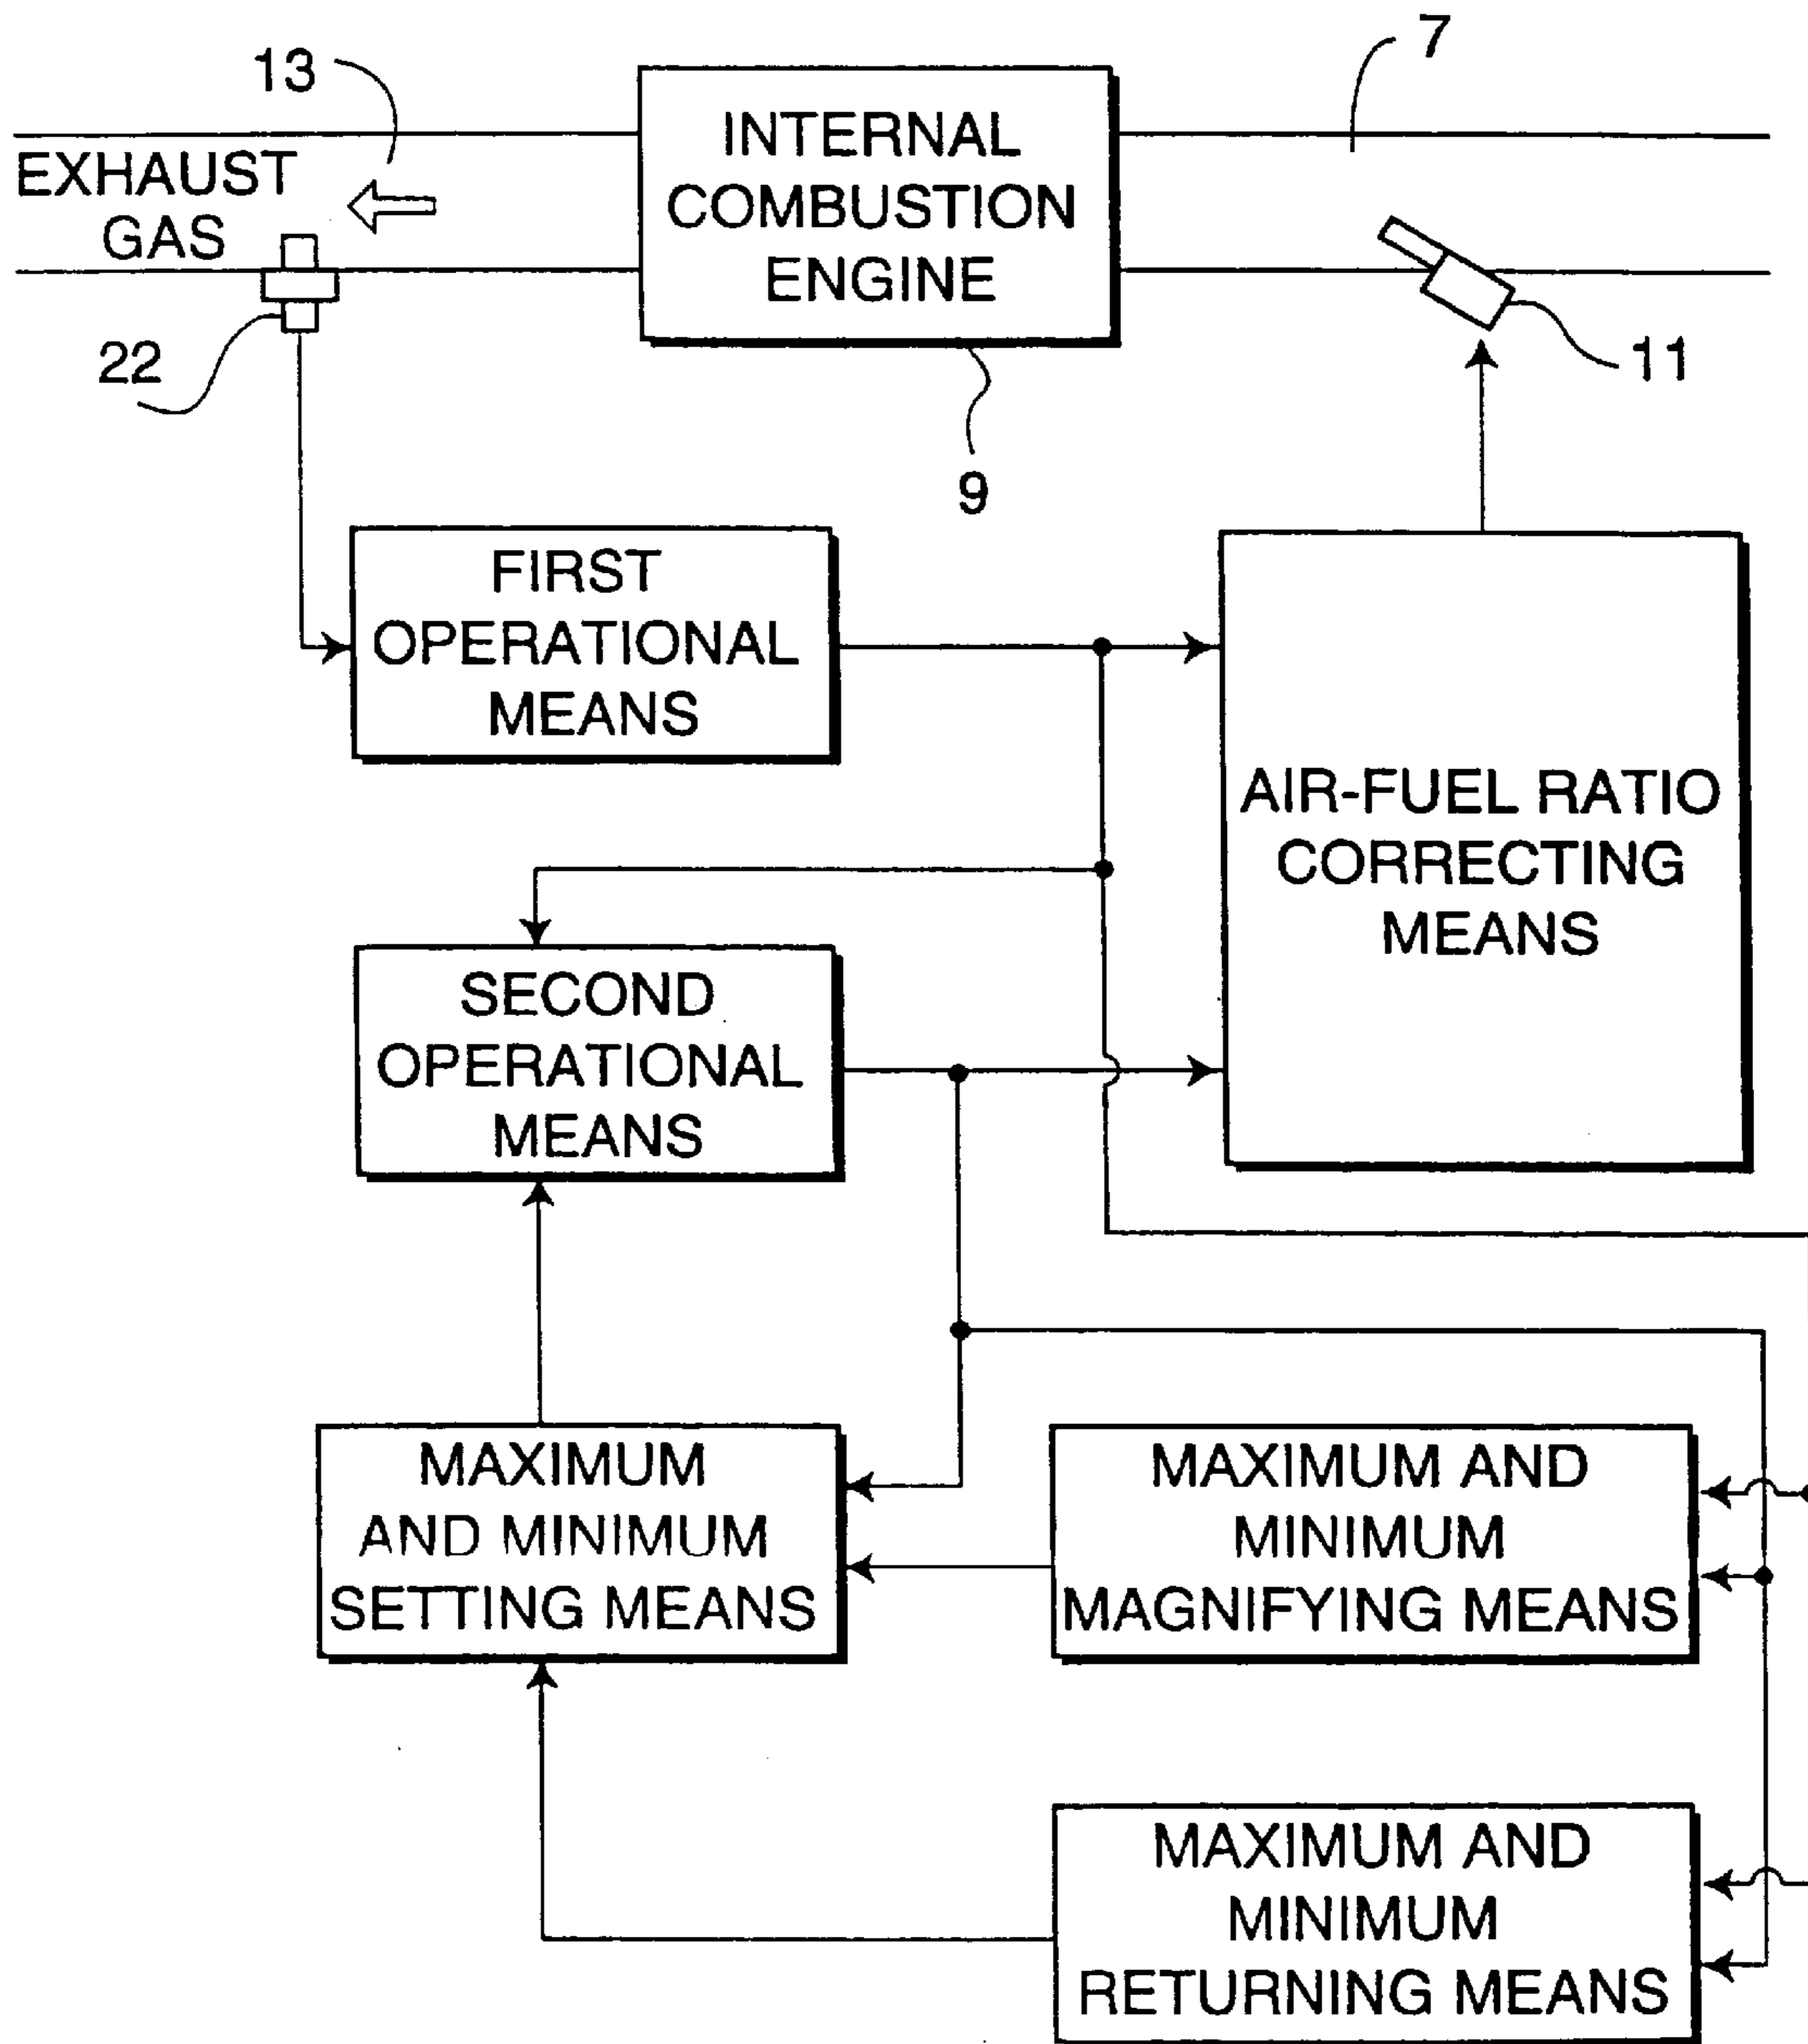 13
7
INTERNAL
COMBUSTION
ENGINE
EXHAUST
GAS
22
11
9
FIRST
OPERATIONAL
MEANS
AIR-FUEL RATIO
CORRECTING
MEANS
SECOND
OPERATIONAL
MEANS
MAXIMUM
AND MINIMUM
SETTING MEANS
MAXIMUM AND
MINIMUM
MAGNIFYING MEANS
MAXIMUM AND
MINIMUM
RETURNING MEANS